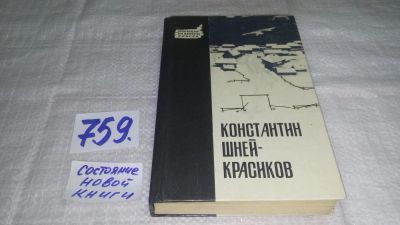 КОНСТАНТИН
ШНЕЙ-
КРАСИКОВ
759.
СОСТОЯНИЕ
НОВОЙ
КНИГИ